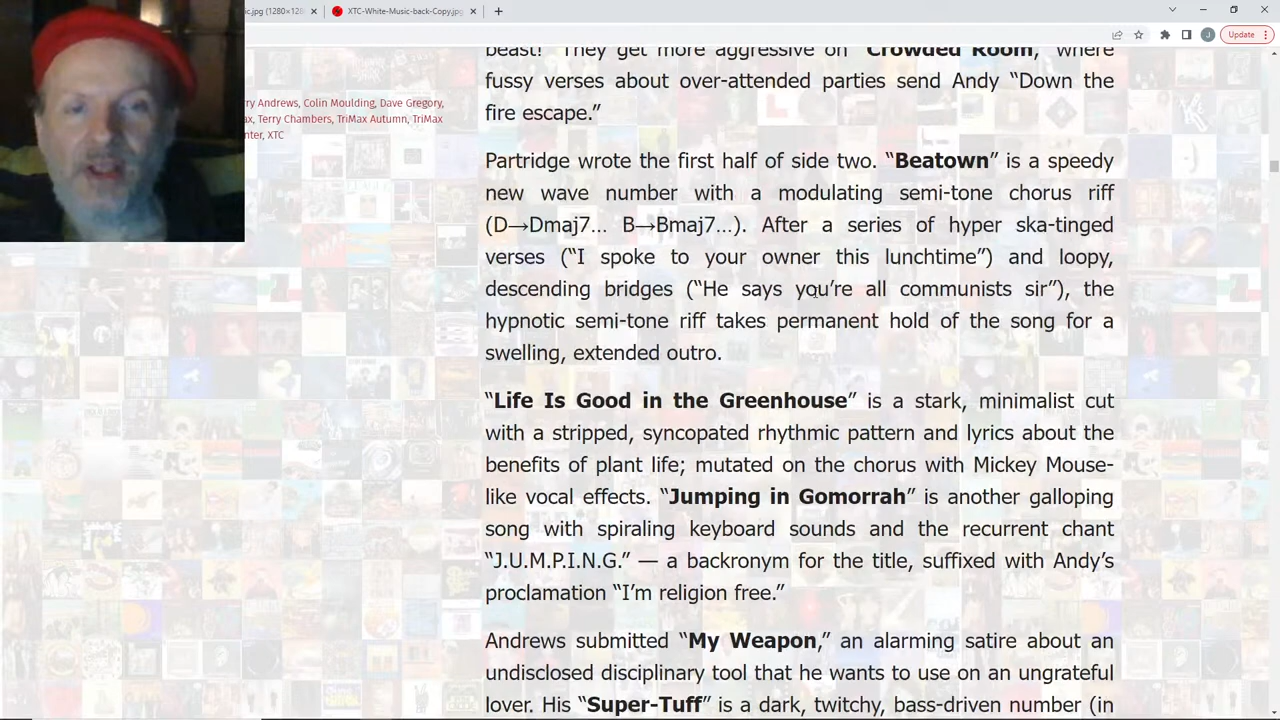 ic.jpg (1280×128
XTC-White-Music-back-Copy.jpg
J
Update
rry Andrews, Colin Moulding, Dave Gregory,
ax, Terry Chambers, TriMax Autumn, TriMax
nter, XTC
beast! They get more aggressive on “Crowded Room,” where
fussy verses about over-attended parties send Andy “Down the
fire escape.”
Partridge wrote the first half of side two. “Beatown” is a speedy
new wave number with a modulating semi-tone chorus riff
(D→Dmaj7… B→Bmaj7…). After a series of hyper ska-tinged
verses (“I spoke to your owner this lunchtime”) and loopy,
descending bridges (“He says you’re all communists sir”), the
hypnotic semi-tone riff takes permanent hold of the song for a
swelling, extended outro.
“Life Is Good in the Greenhouse” is a stark, minimalist cut
with a stripped, syncopated rhythmic pattern and lyrics about the
benefits of plant life; mutated on the chorus with Mickey Mouse-
like vocal effects. “Jumping in Gomorrah” is another galloping
song with spiraling keyboard sounds and the recurrent chant
“J.U.M.P.I.N.G.” — a backronym for the title, suffixed with Andy’s
proclamation “I’m religion free.”
Andrews submitted “My Weapon,” an alarming satire about an
undisclosed disciplinary tool that he wants to use on an ungrateful
lover. His “Super-Tuff” is a dark, twitchy, bass-driven number (in